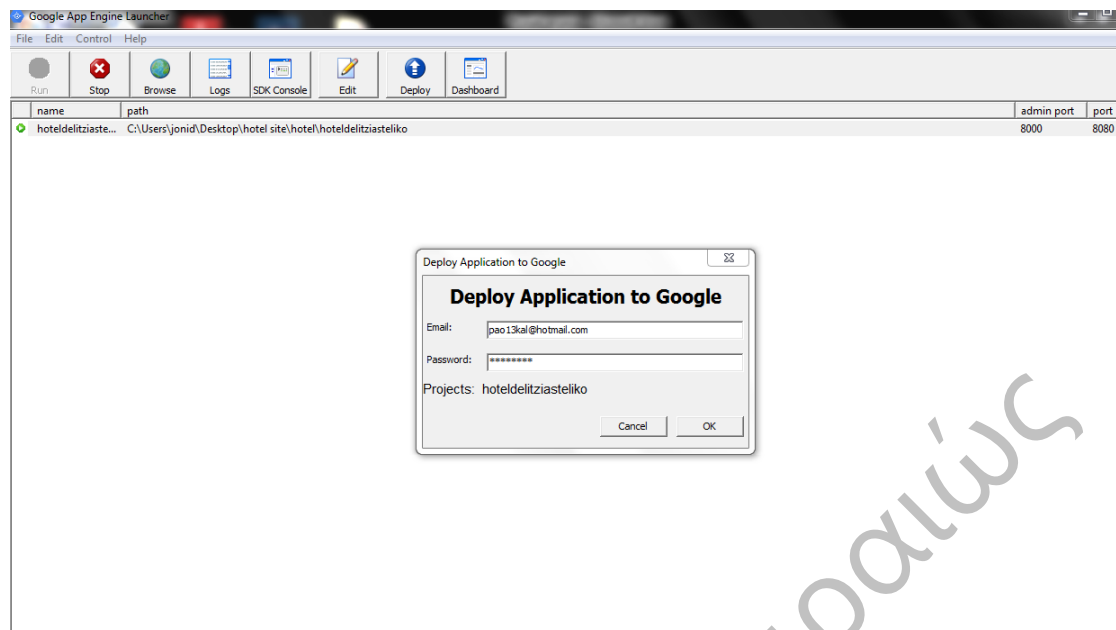 Google App Engine Launcher
File Edit Control Help
Run Stop Browse Logs SDK Console Edit Deploy Dashboard
name path admin port port
hoteldelitziaste... C:\Users\jonid\Desktop\hotel site\hotel\hoteldelitziasteliko 8000 8080
Deploy Application to Google
Deploy Application to Google
Email: pao13kal@hotmail.com
Password: ********
Projects: hoteldelitziasteliko
Cancel OK
ραιώς